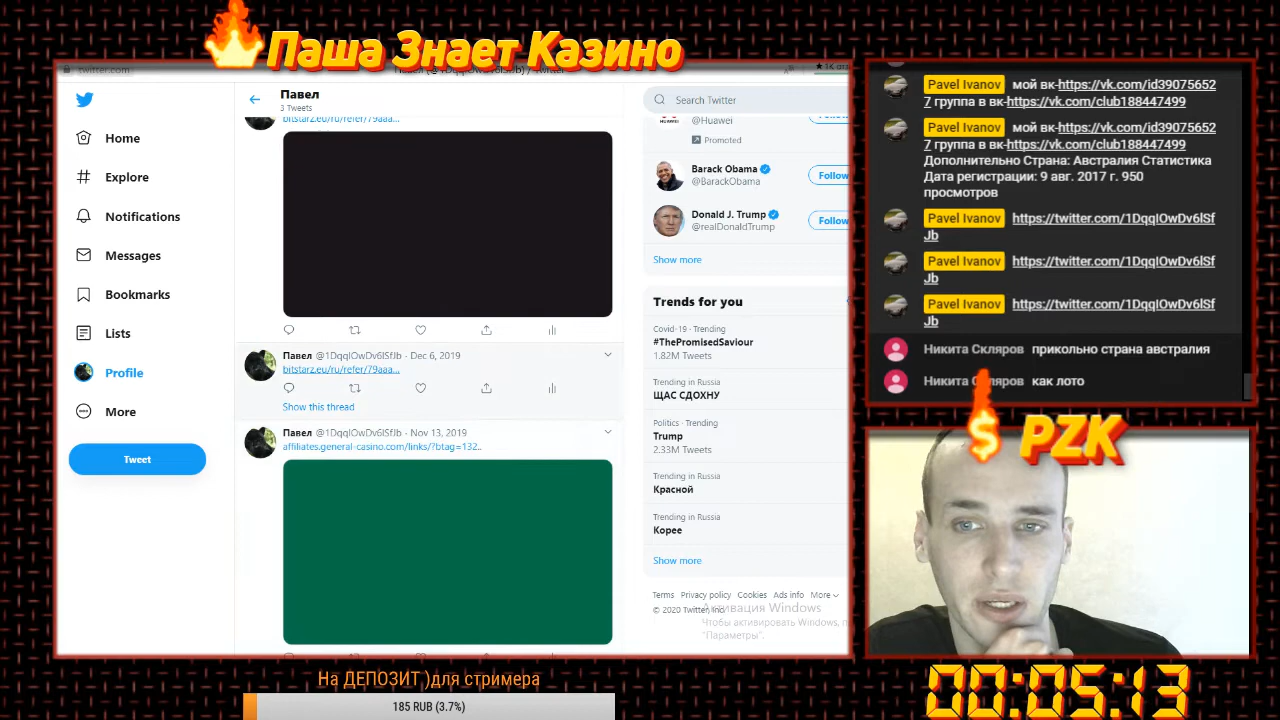 Паша Знает Казино
twitter.com
Home
Explore
Notifications
Messages
Bookmarks
Lists
Profile
More
Tweet
Павел
3 Tweets
bitstarz.eu/ru/refer/79aaa...
Павел @1DqqIOwDv6lSfJb · Dec 6, 2019
bitstarz.eu/ru/refer/79aaa...
Show this thread
Павел @1DqqIOwDv6lSfJb · Nov 13, 2019
affiliates.general-casino.com/links/?btag=132..
Search Twitter
@Huawei
Promoted
Barack Obama
@BarackObama
Follow
Donald J. Trump
@realDonaldTrump
Follow
Show more
Trends for you
Covid-19 · Trending
#ThePromisedSaviour
1.82M Tweets
Trending in Russia
ЩАС СДОХНУ
Politics · Trending
Trump
2.33M Tweets
Trending in Russia
Красной
Trending in Russia
Корее
Show more
Terms Privacy policy Cookies Ads info More
© 2020 Twitter, Inc.
Активация Windows
Чтобы активировать Windows,
"Параметры".
Pavel Ivanov мой вк-https://vk.com/id39075652
7 группа в вк-https://vk.com/club188447499
Pavel Ivanov мой вк-https://vk.com/id39075652
7 группа в вк-https://vk.com/club188447499
Дополнительно Страна: Австралия Статистика
Дата регистрации: 9 авг. 2017 г. 950
просмотров
Pavel Ivanov https://twitter.com/1DqqIOwDv6lSf
Jb
Pavel Ivanov https://twitter.com/1DqqIOwDv6lSf
Jb
Pavel Ivanov https://twitter.com/1DqqIOwDv6lSf
Jb
Никита Скляров прикольно страна австралия
Никита Скляров как лото
$ PZK
На ДЕПОЗИТ )для стримера
185 RUB (3.7%)
00:05:13